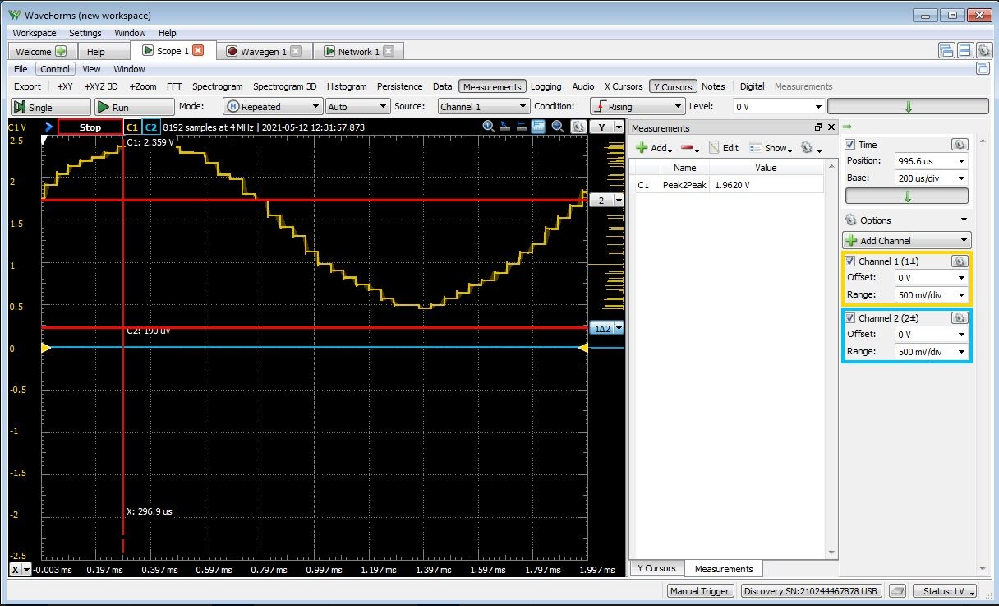 WaveForms (new workspace)
Workspace Settings Window Help
Welcome Help Scope 1 Wavegen 1 Network 1
File Control View Window
Export +XY +XYZ 3D +Zoom FFT Spectrogram Spectrogram 3D Histogram Persistence Data Measurements Logging Audio X Cursors Y Cursors Notes Digital Measurements
Single Run Mode: Repeated Auto Source: Channel 1 Condition: Rising Level: 0 V
C1 V Stop C1 C2 8192 samples at 4 MHz | 2021-05-12 12:31:57.873 Y
2.5
C1: 2.359 V
2
2
1.5
1
0.5
1Δ2
C2: 190 uV
0
-0.5
-1
-1.5
X: 296.9 us
-2
-2.5
X -0.003 ms 0.197 ms 0.397 ms 0.597 ms 0.797 ms 0.997 ms 1.197 ms 1.397 ms 1.597 ms 1.797 ms 1.997 ms
Measurements
Add Edit Show
Name Value
C1 Peak2Peak 1.9620 V
Y Cursors Measurements
Time
Position: 996.6 us
Base: 200 us/div
Options
Add Channel
Channel 1 (1±)
Offset: 0 V
Range: 500 mV/div
Channel 2 (2±)
Offset: 0 V
Range: 500 mV/div
Manual Trigger Discovery SN:210244467878 USB Status: LV